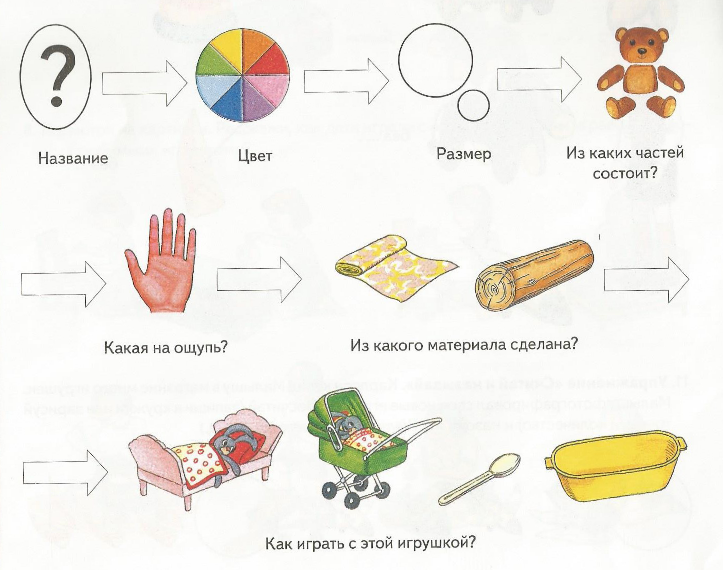 ?
Название
Цвет
Размер
Из каких частей
состоит?
Какая на ощупь?
Из какого материала сделана?
Как играть с этой игрушкой?